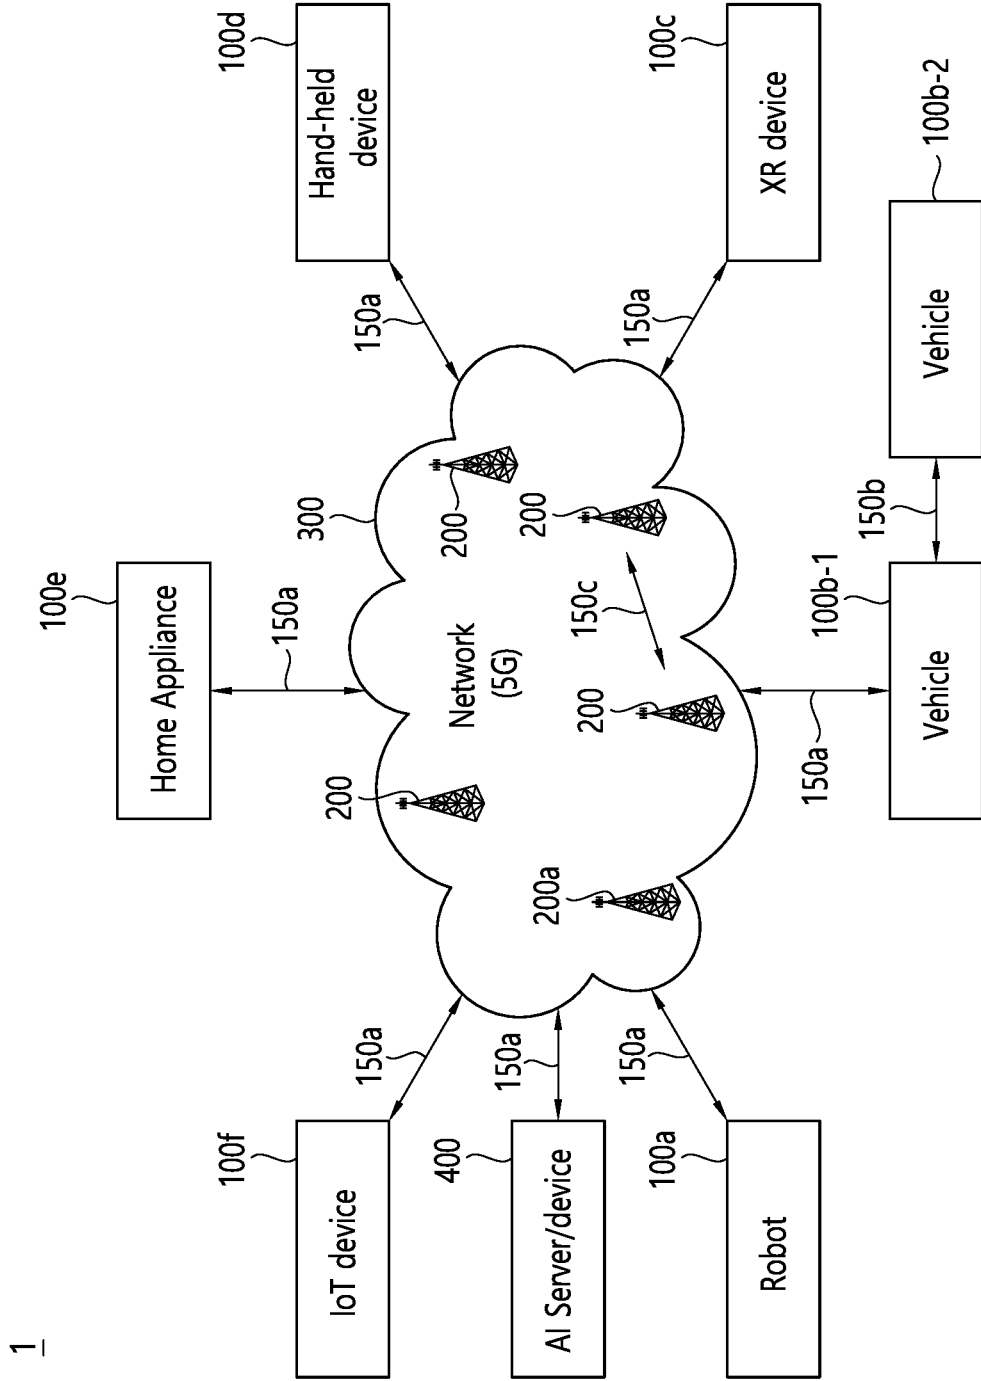 1
100e
Home Appliance
150a
100f
IoT device
150a
100d
Hand-held
device
150a
300
200
200
Network
(5G)
400
AI Server/device
150a
200a
200
200
150c
100a
Robot
150a
100c
XR device
150a
150a
100b-1
Vehicle
150b
100b-2
Vehicle